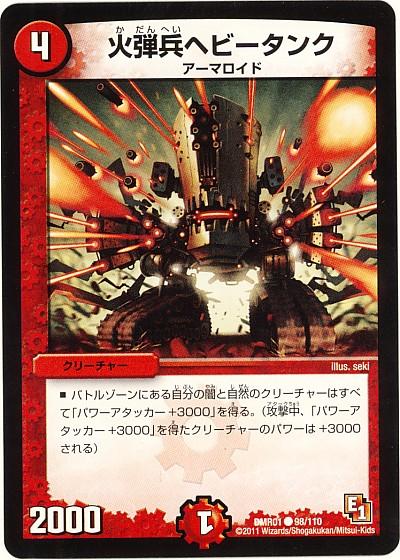 4
かだんへい
火弾兵ヘビータンク
アーマロイド
クリーチャー
illus. seki
■ バトルゾーンにある自分の闇と自然のクリーチャーはすべ
て「パワーアタッカー +3000」を得る。(攻撃中、「パワーア
タッカー +3000」を得たクリーチャーのパワーは +3000
される)
2000
1
E1
DMR01 ● 98/110
©2011 Wizards/Shogakukan/Mitsui-Kids